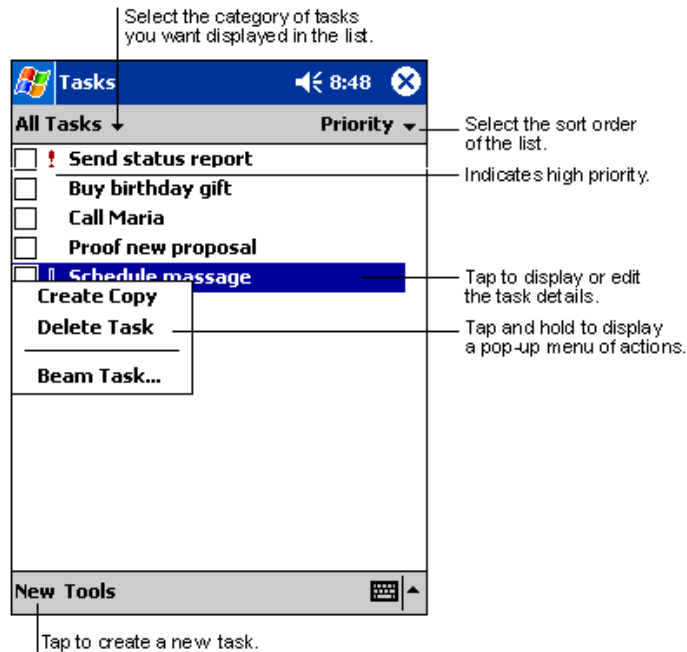 Select the category of tasks
you want displayed in the list.
Tasks 8:48
All Tasks Priority
Select the sort order
of the list.
! Send status report
Indicates high priority.
Buy birthday gift
Call Maria
Proof new proposal
Schedule massage
Tap to display or edit
the task details.
Create Copy
Delete Task
Tap and hold to display
a pop-up menu of actions.
Beam Task...
New Tools
Tap to create a new task.